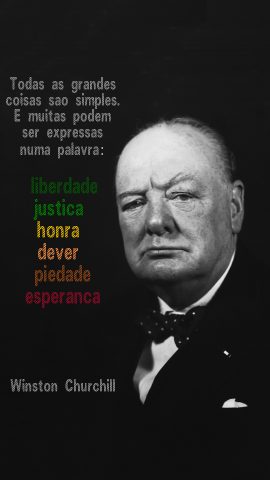 Todas as grandes
coisas sao simples.
E muitas podem
ser expressas
numa palavra:
liberdade
justica
honra
dever
piedade
esperanca
Winston Churchill